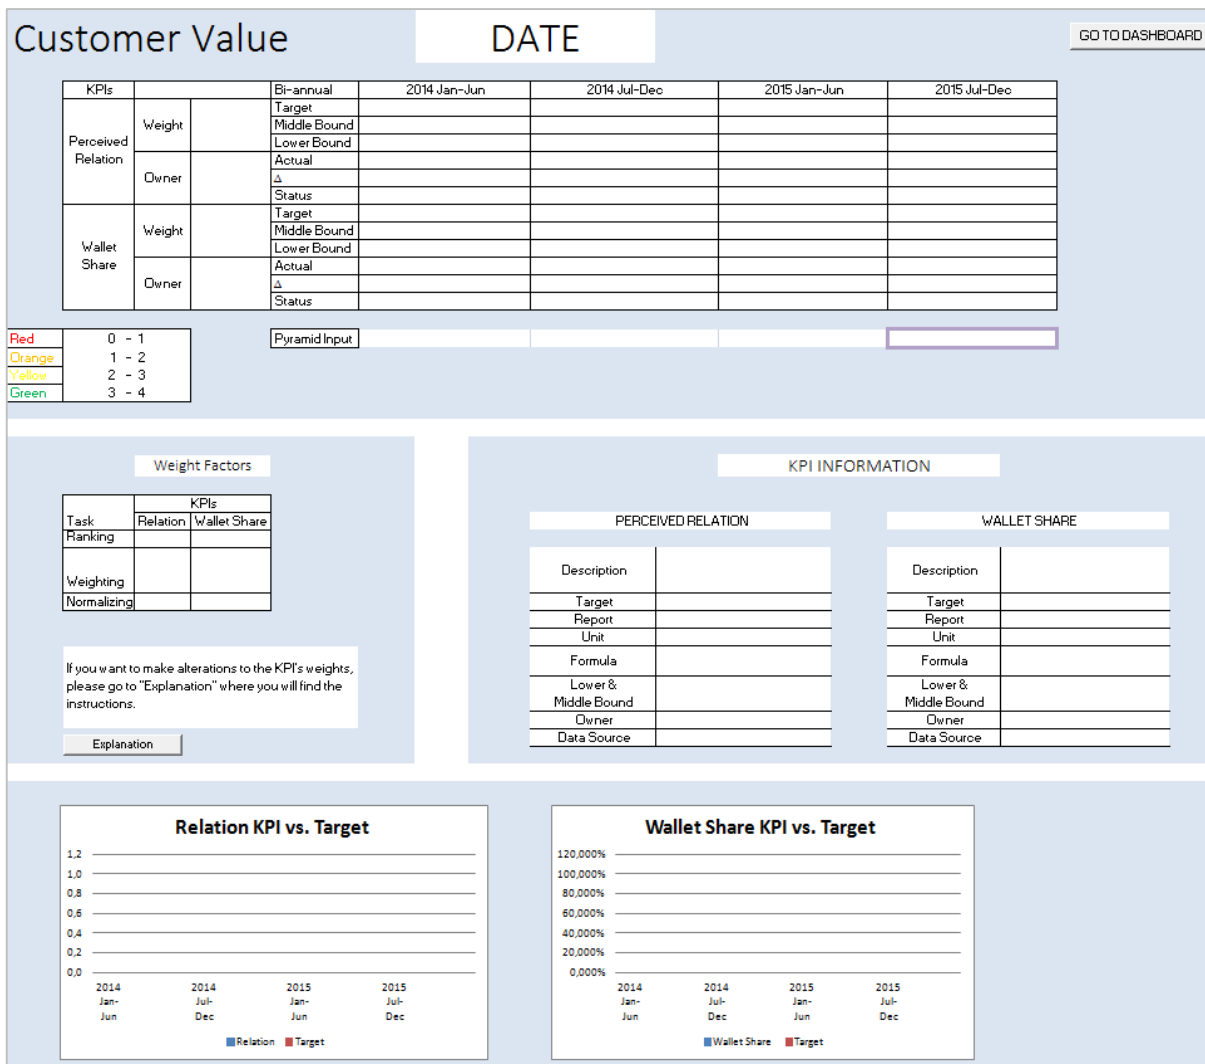 Customer Value
DATE
GO TO DASHBOARD
KPIs Bi-annual 2014 Jan-Jun 2014 Jul-Dec 2015 Jan-Jun 2015 Jul-Dec
Perceived Relation
Weight
Target
Middle Bound
Lower Bound
Owner
Actual
Δ
Status
Wallet Share
Weight
Target
Middle Bound
Lower Bound
Owner
Actual
Δ
Status
Red 0 - 1
Orange 1 - 2
Yellow 2 - 3
Green 3 - 4
Pyramid Input
Weight Factors
KPIs
Task Relation Wallet Share
Ranking
Weighting
Normalizing
If you want to make alterations to the KPI's weights,
please go to "Explanation" where you will find the
instructions.
Explanation
KPI INFORMATION
PERCEIVED RELATION
Description
Target
Report
Unit
Formula
Lower &
Middle Bound
Owner
Data Source
WALLET SHARE
Description
Target
Report
Unit
Formula
Lower &
Middle Bound
Owner
Data Source
Relation KPI vs. Target
1,2
1,0
0,8
0,6
0,4
0,2
0,0
2014 Jan-Jun
2014 Jul-Dec
2015 Jan-Jun
2015 Jul-Dec
Relation Target
Wallet Share KPI vs. Target
120,000%
100,000%
80,000%
60,000%
40,000%
20,000%
0,000%
2014 Jan-Jun
2014 Jul-Dec
2015 Jan-Jun
2015 Jul-Dec
Wallet Share Target